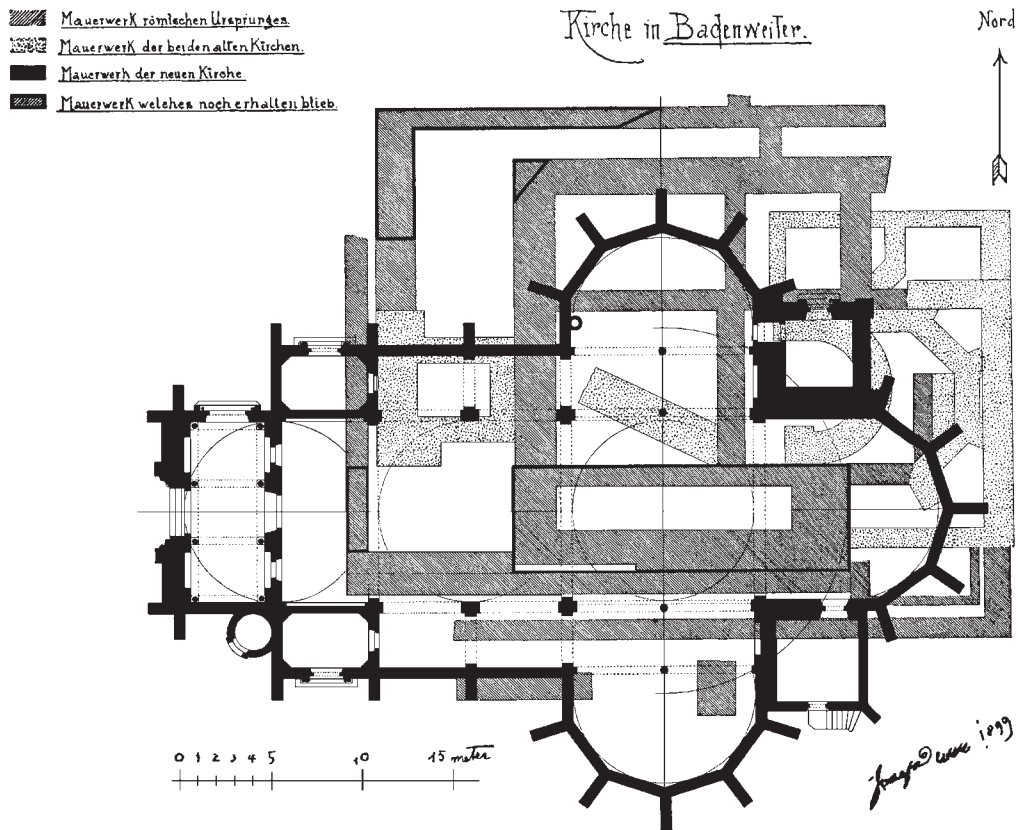 Mauerwerk römischen Ursprunges.
Mauerwerk der beiden alten Kirchen.
Mauerwerk der neuen Kirche
Mauerwerk welches noch erhalten blieb.
Kirche in Badenweiler.
Nord
0 1 2 3 4 5 10 15 meter
1899